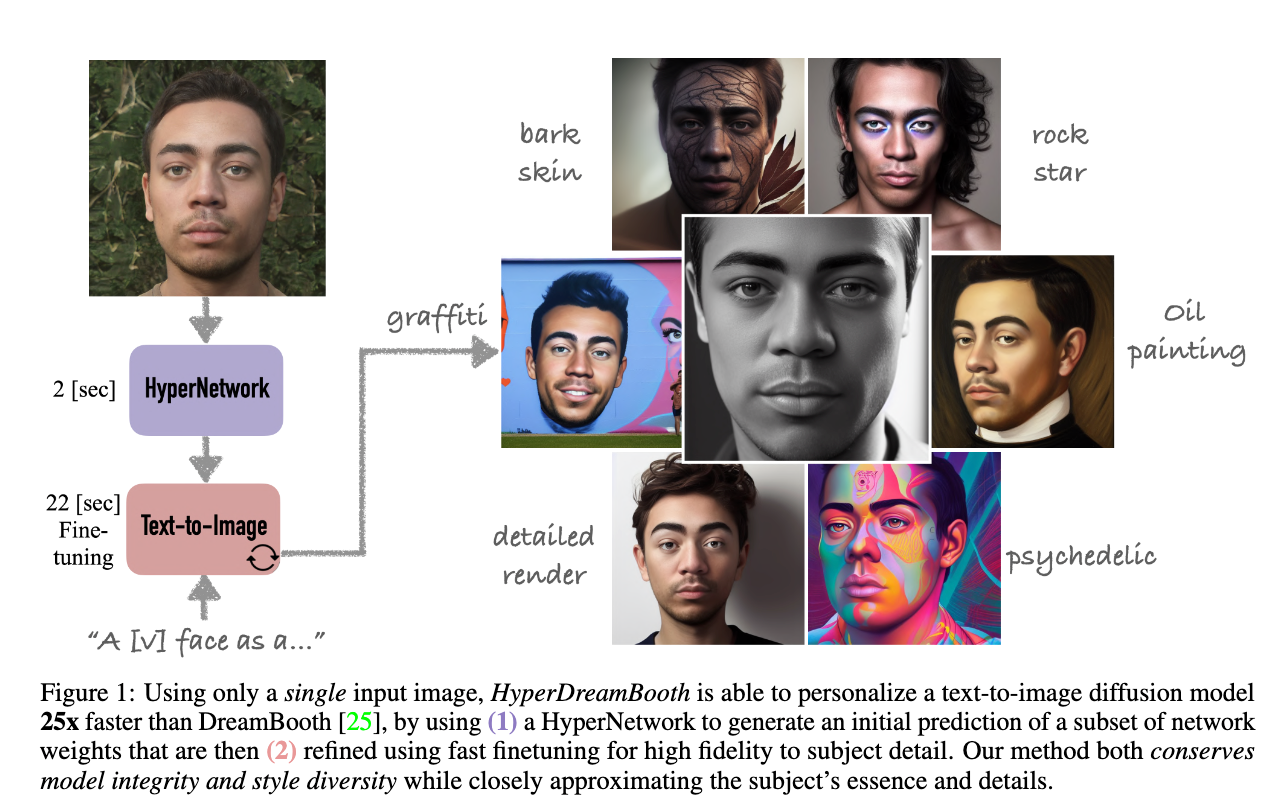 bark
skin
rock
star
graffiti
Oil
painting
2 [sec]
HyperNetwork
22 [sec]
Fine-
tuning
Text-to-Image
detailed
render
psychedelic
“A [v] face as a...”
Figure 1: Using only a single input image, HyperDreamBooth is able to personalize a text-to-image diffusion model
25x faster than DreamBooth [25], by using (1) a HyperNetwork to generate an initial prediction of a subset of network
weights that are then (2) refined using fast finetuning for high fidelity to subject detail. Our method both conserves
model integrity and style diversity while closely approximating the subject’s essence and details.